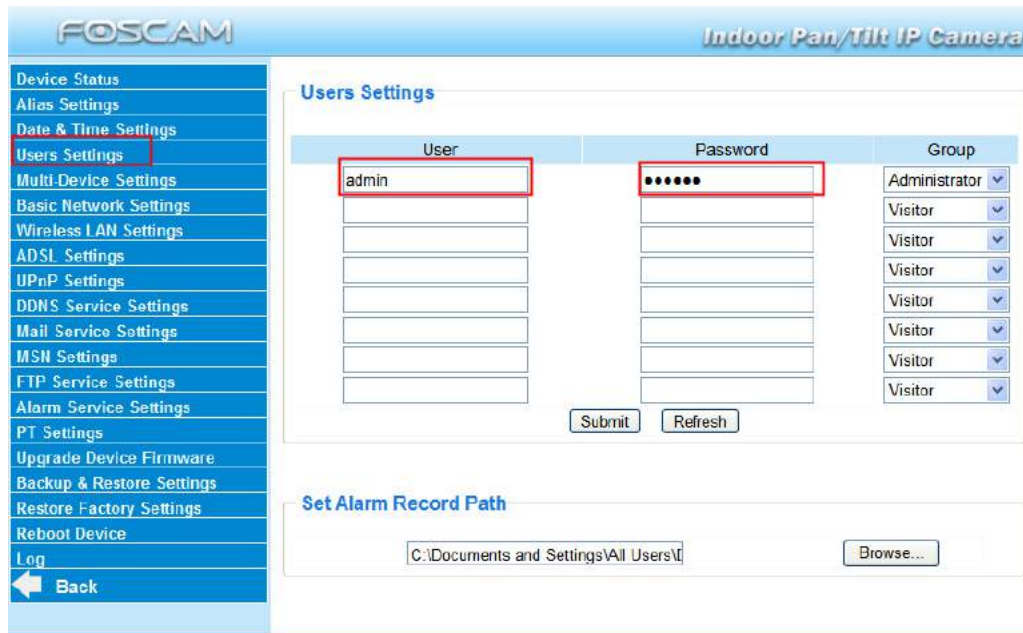 FOSCAM
Indoor Pan/Tilt IP Camera
Device Status
Alias Settings
Date & Time Settings
Users Settings
Multi-Device Settings
Basic Network Settings
Wireless LAN Settings
ADSL Settings
UPnP Settings
DDNS Service Settings
Mail Service Settings
MSN Settings
FTP Service Settings
Alarm Service Settings
PT Settings
Upgrade Device Firmware
Backup & Restore Settings
Restore Factory Settings
Reboot Device
Log
Back
Users Settings
User Password Group
admin •••••• Administrator
Visitor
Visitor
Visitor
Visitor
Visitor
Visitor
Visitor
Submit Refresh
Set Alarm Record Path
C:\Documents and Settings\All Users\D Browse...